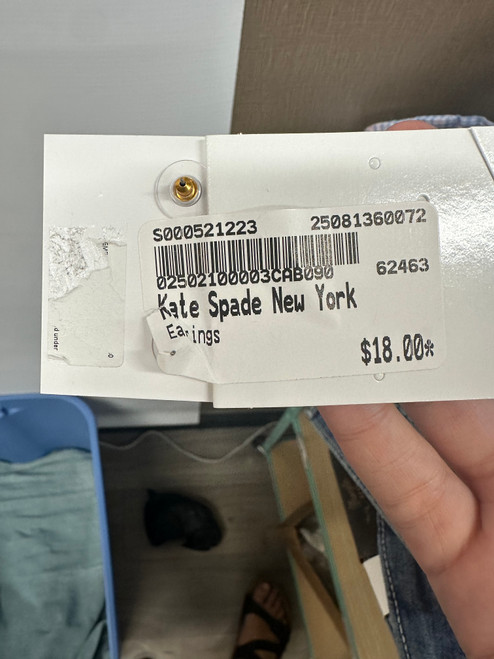 S000521223 25081360072
02502100003CAB090 62463
Kate Spade New York
Earings
$18.00*